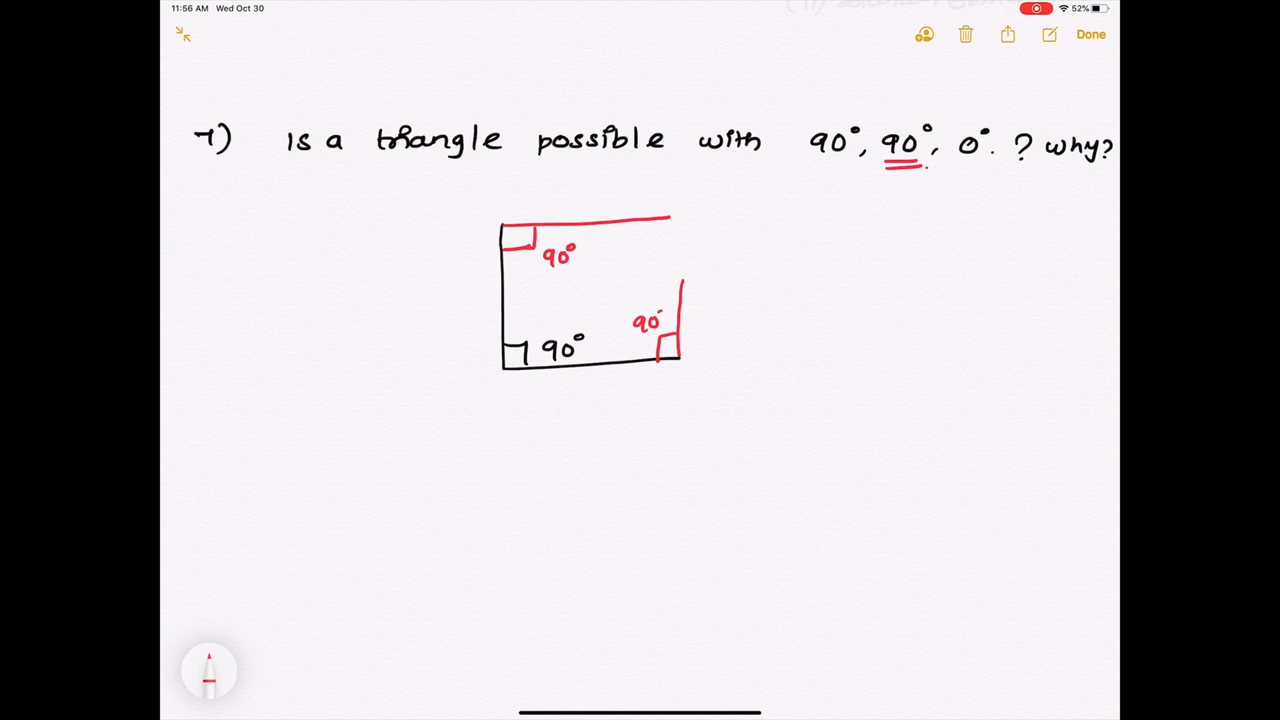 11:56 AM Wed Oct 30
52%
Done
7) is a triangle possible with 90°, 90°, 0°. ? why?
90°
90°
90°